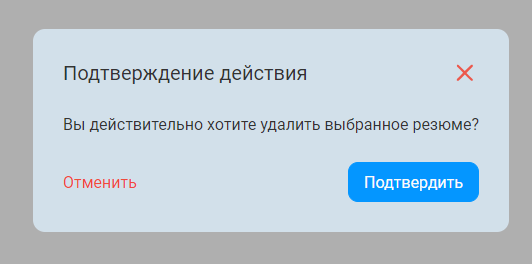 Подтверждение действия
Вы действительно хотите удалить выбранное резюме?
Отменить
Подтвердить